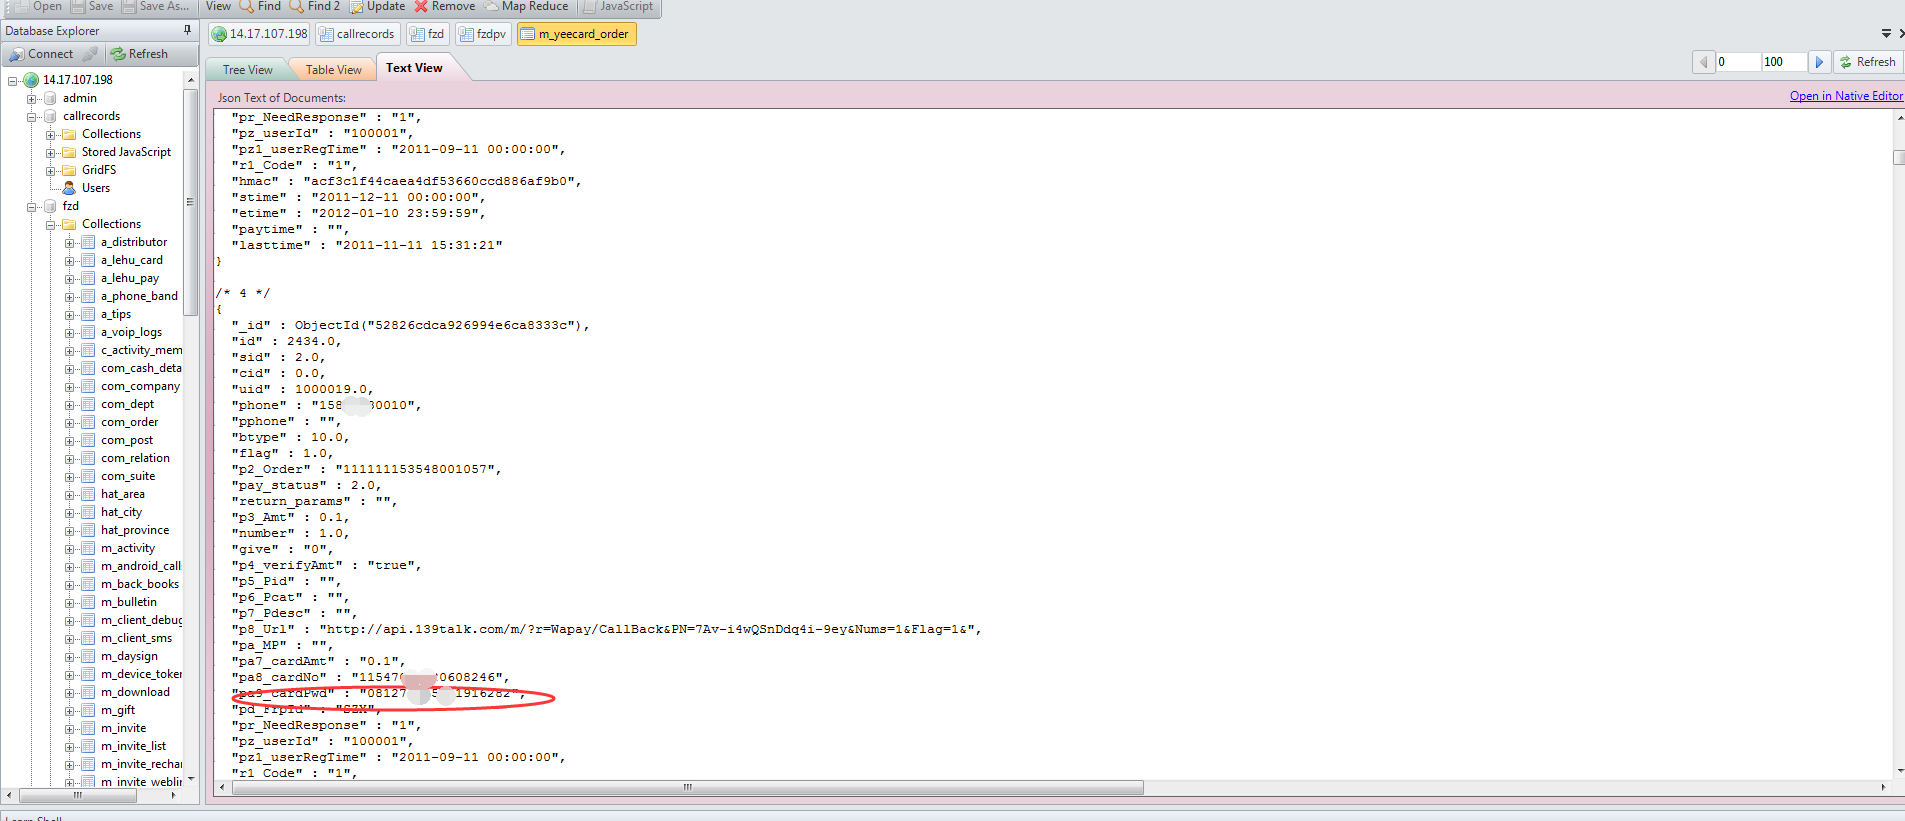 Open Save Save As... View Find Find 2 Update Remove Map Reduce JavaScript
Database Explorer
Connect Refresh
14.17.107.198
admin
callrecords
Collections
Stored JavaScript
GridFS
Users
fzd
Collections
a_distributor
a_lehu_card
a_lehu_pay
a_phone_band
a_tips
a_voip_logs
c_activity_mem
com_cash_deta
com_company
com_dept
com_order
com_post
com_relation
com_suite
hat_area
hat_city
hat_province
m_activity
m_android_call
m_back_books
m_bulletin
m_client_debug
m_client_sms
m_daysign
m_device_token
m_download
m_gift
m_invite
m_invite_list
m_invite_rechar
m_invite_weblin
14.17.107.198 callrecords fzd fzdpv m_yeecard_order
Tree View Table View Text View
0 100 Refresh
Json Text of Documents:
Open in Native Editor
"pr_NeedResponse" : "1",
"pz_userId" : "100001",
"pz1_userRegTime" : "2011-09-11 00:00:00",
"r1_Code" : "1",
"hmac" : "acf3c1f44caea4df53660ccd886af9b0",
"stime" : "2011-12-11 00:00:00",
"etime" : "2012-01-10 23:59:59",
"paytime" : "",
"lasttime" : "2011-11-11 15:31:21"
}
/* 4 */
{
"_id" : ObjectId("52826cdca926994e6ca8333c"),
"id" : 2434.0,
"sid" : 2.0,
"cid" : 0.0,
"uid" : 1000019.0,
"phone" : "158 30010",
"pphone" : "",
"btype" : 10.0,
"flag" : 1.0,
"p2_Order" : "111111153548001057",
"pay_status" : 2.0,
"return_params" : "",
"p3_Amt" : 0.1,
"number" : 1.0,
"give" : "0",
"p4_verifyAmt" : "true",
"p5_Pid" : "",
"p6_Pcat" : "",
"p7_Pdesc" : "",
"p8_Url" : "http://api.139talk.com/m/?r=Wapay/CallBack&PN=7Av-i4wQSnDdq4i-9ey&Nums=1&Flag=1&",
"pa_MP" : "",
"pa7_cardAmt" : "0.1",
"pa8_cardNo" : "11547 0608246",
"pa9_cardPwd" : "08127 5 1916282",
"pd_FrpId" : "SZX",
"pr_NeedResponse" : "1",
"pz_userId" : "100001",
"pz1_userRegTime" : "2011-09-11 00:00:00",
"r1_Code" : "1",